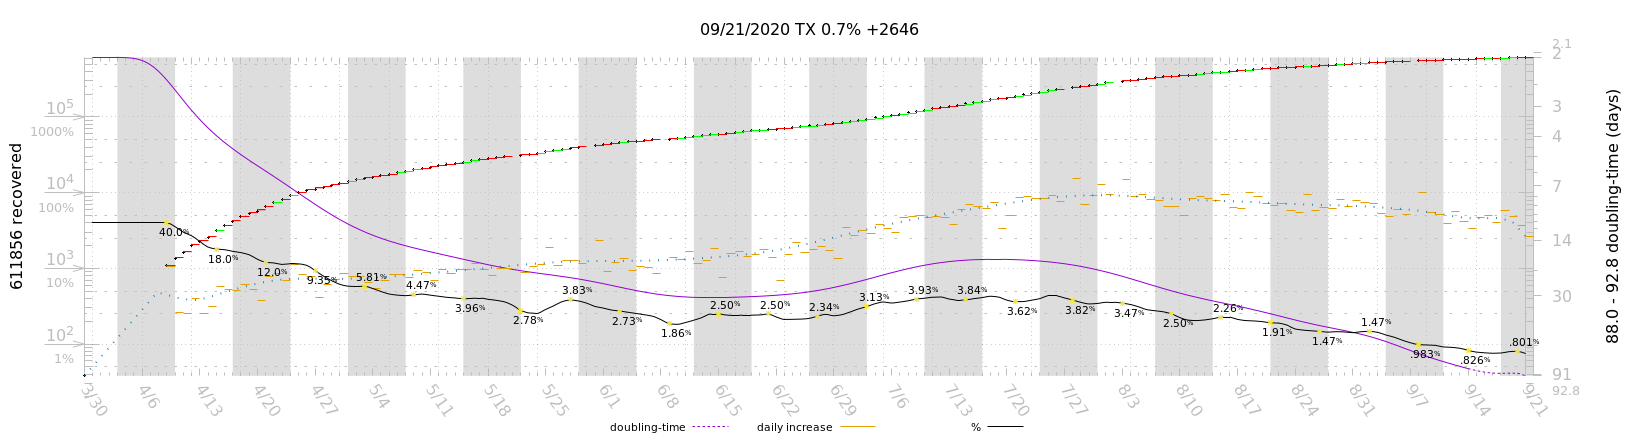 09/21/2020 TX 0.7% +2646
2.1
2
10⁵
3
1000%
4
10⁴
7
100%
14
10³
10%
30
10²
1%
91
92.8
611856 recovered
88.0 - 92.8 doubling-time (days)
40.0% 18.0% 12.0% 9.35% 5.81% 4.47% 3.96% 2.78% 3.83% 2.73% 1.86% 2.50% 2.50% 2.34% 3.13% 3.93% 3.84% 3.62% 3.82% 3.47% 2.50% 2.26% 1.91% 1.47% 1.47% .983% .826% .801%
3/30 4/6 4/13 4/20 4/27 5/4 5/11 5/18 5/25 6/1 6/8 6/15 6/22 6/29 7/6 7/13 7/20 7/27 8/3 8/10 8/17 8/24 8/31 9/7 9/14 9/21
doubling-time daily increase %